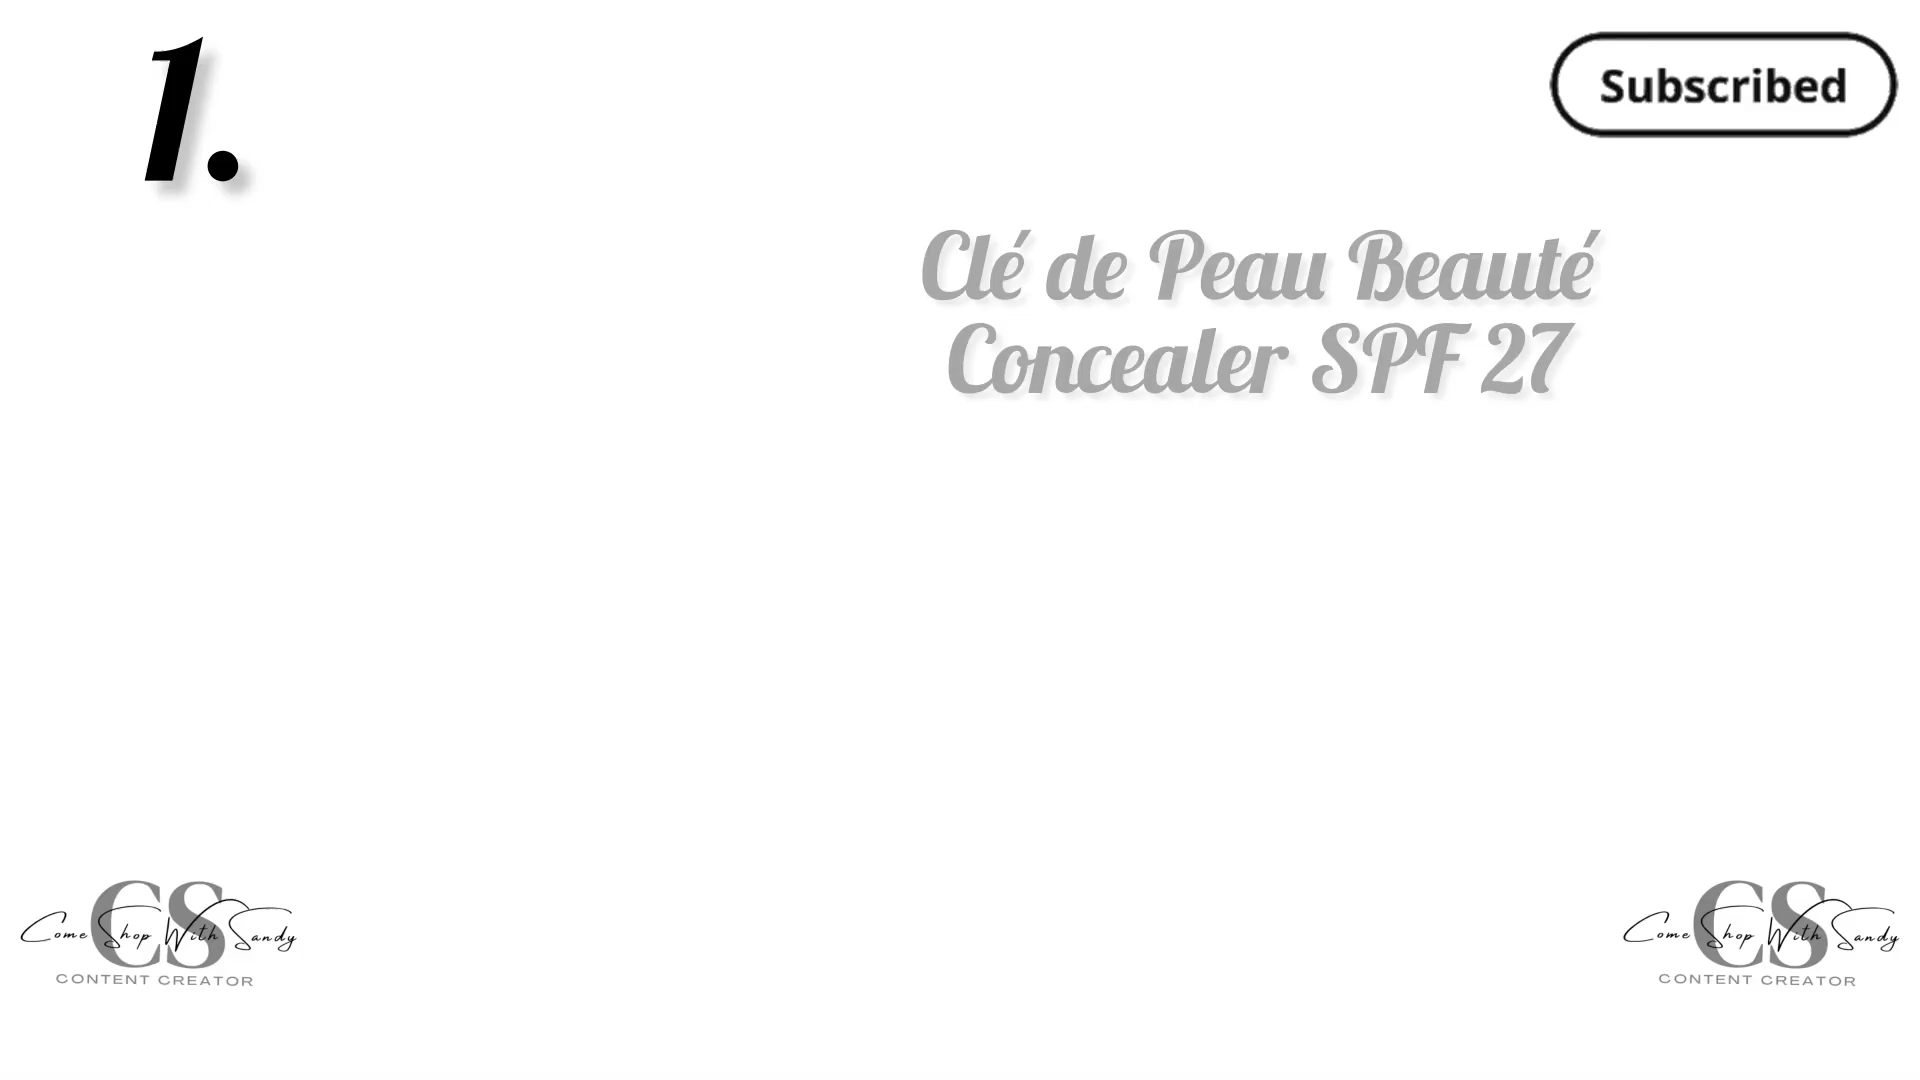 1.
Subscribed
Clé de Peau Beauté
Concealer SPF 27
CS
Come Shop With Sandy
CONTENT CREATOR
CS
Come Shop With Sandy
CONTENT CREATOR